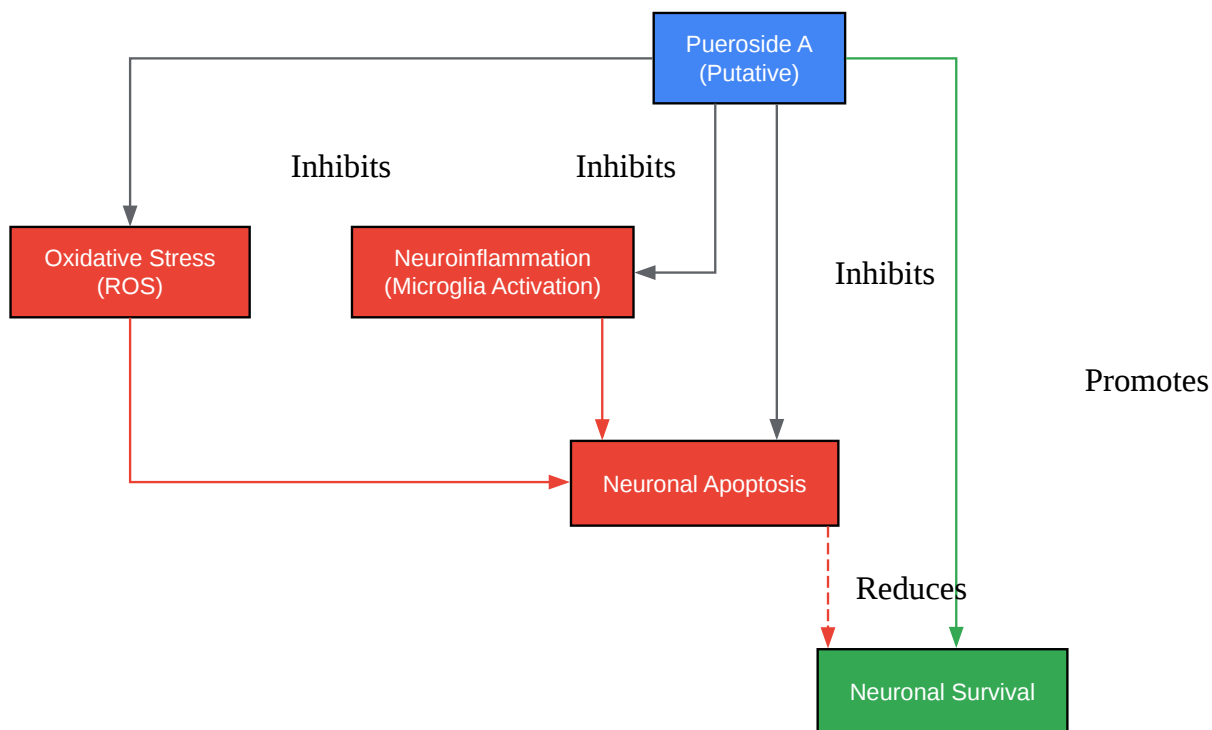 Pueroside A
(Putative)
Inhibits
Inhibits
Oxidative Stress
(ROS)
Neuroinflammation
(Microglia Activation)
Inhibits
Promotes
Neuronal Apoptosis
Reduces
Neuronal Survival